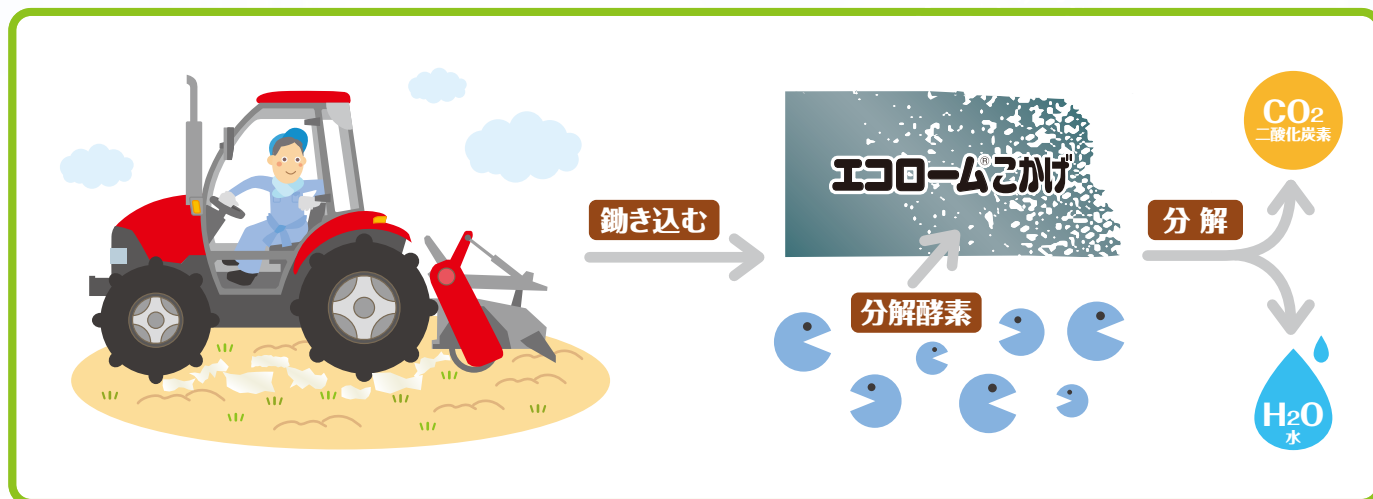 鋤き込む
エコローム®こかげ
分解酵素
分 解
CO2
二酸化炭素
H2O
水